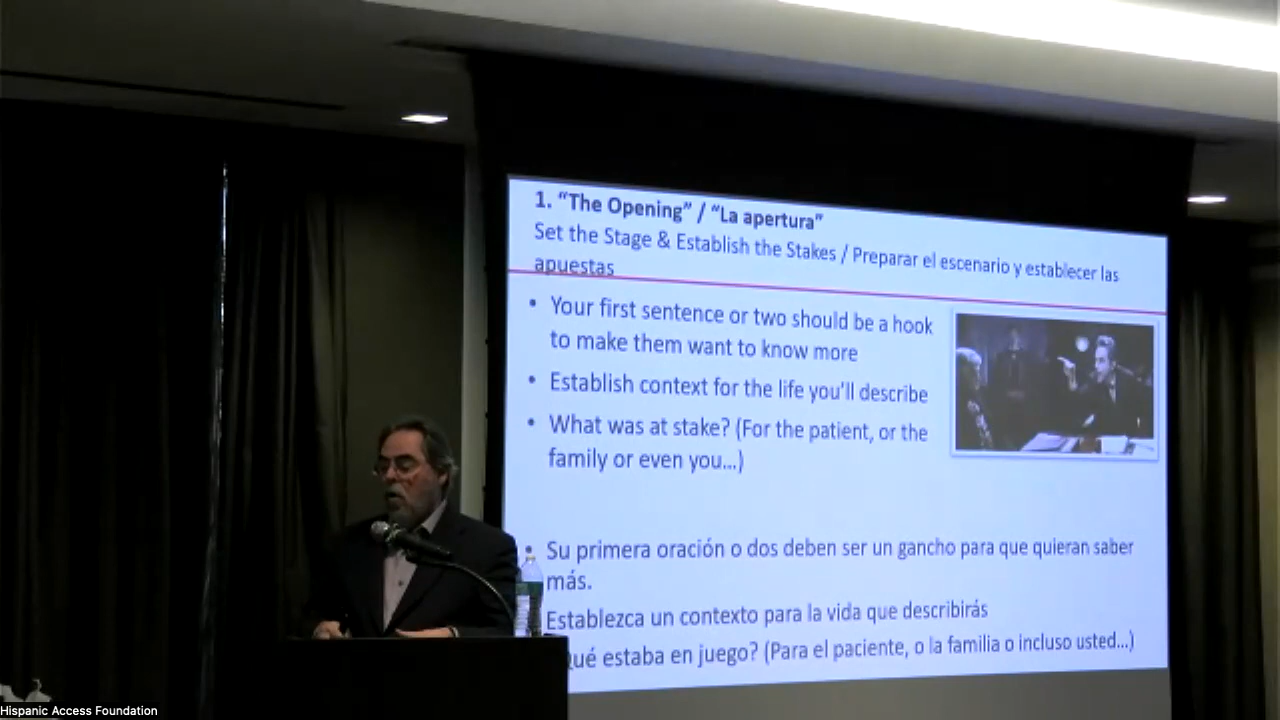 1. “The Opening” / “La apertura”
Set the Stage & Establish the Stakes / Preparar el escenario y establecer las
apuestas
• Your first sentence or two should be a hook
to make them want to know more
• Establish context for the life you'll describe
• What was at stake? (For the patient, or the
family or even you...)
• Su primera oración o dos deben ser un gancho para que quieran saber
más.
Establezca un contexto para la vida que describirás
Qué estaba en juego? (Para el paciente, o la familia o incluso usted...)
Hispanic Access Foundation